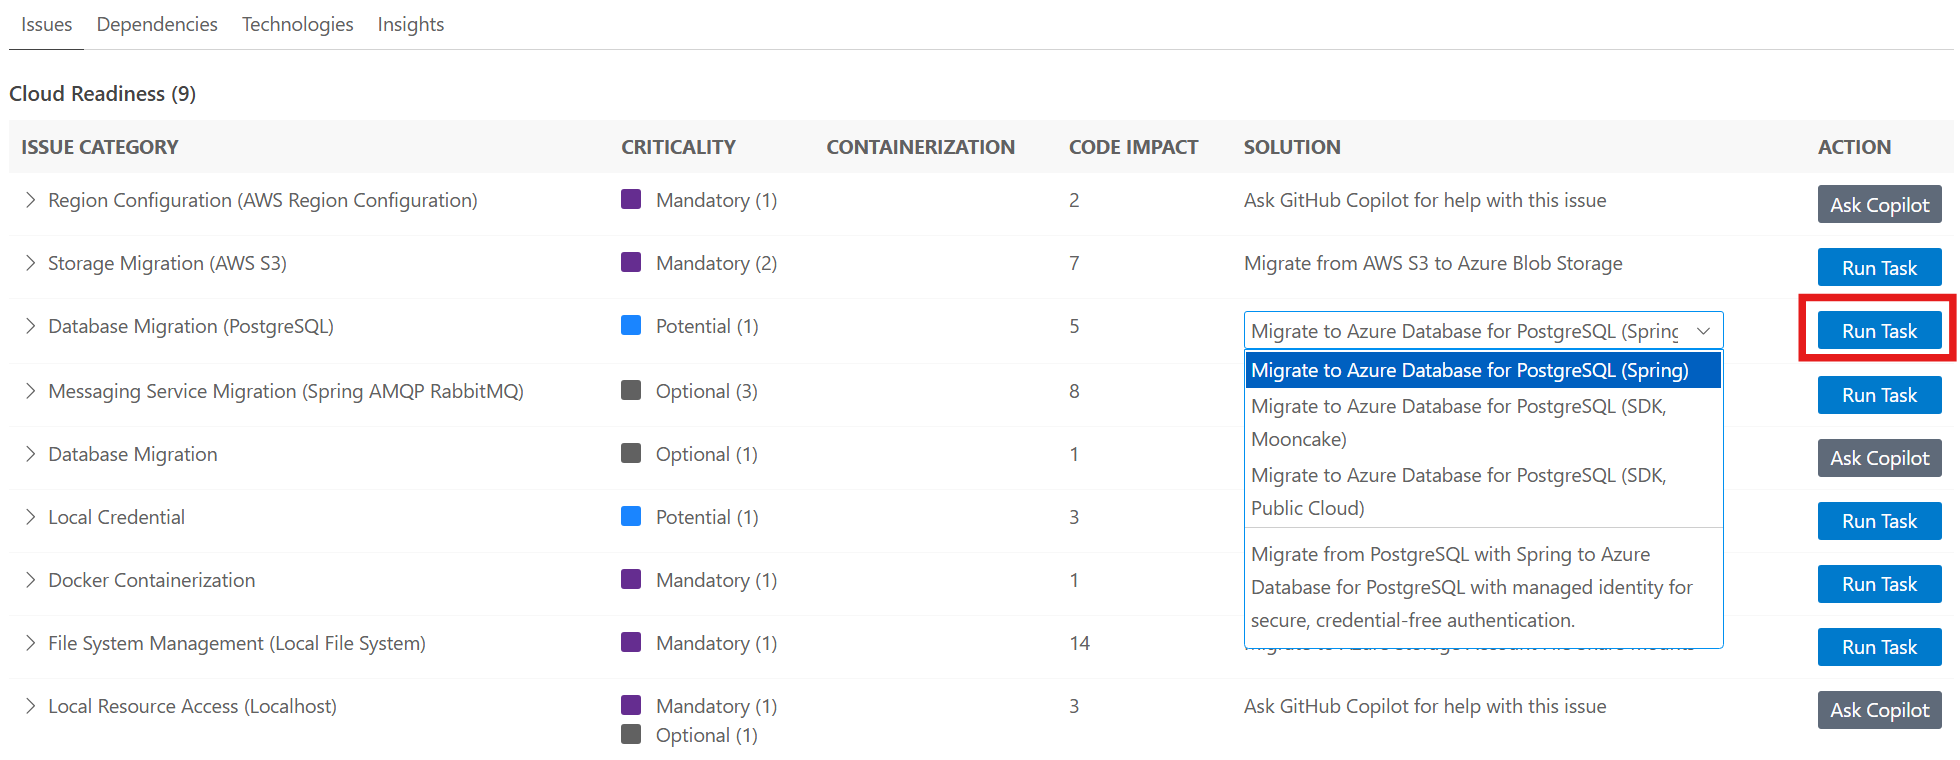 Issues Dependencies Technologies Insights
Cloud Readiness (9)
ISSUE CATEGORY CRITICALITY CONTAINERIZATION CODE IMPACT SOLUTION ACTION
Region Configuration (AWS Region Configuration) Mandatory (1) 2 Ask GitHub Copilot for help with this issue Ask Copilot
Storage Migration (AWS S3) Mandatory (2) 7 Migrate from AWS S3 to Azure Blob Storage Run Task
Database Migration (PostgreSQL) Potential (1) 5 Migrate to Azure Database for PostgreSQL (Spring Run Task
Migrate to Azure Database for PostgreSQL (Spring)
Messaging Service Migration (Spring AMQP RabbitMQ) Optional (3) 8 Run Task
Migrate to Azure Database for PostgreSQL (SDK,
Mooncake)
Database Migration Optional (1) 1 Ask Copilot
Migrate to Azure Database for PostgreSQL (SDK,
Public Cloud)
Local Credential Potential (1) 3 Run Task
Migrate from PostgreSQL with Spring to Azure
Database for PostgreSQL with managed identity for
secure, credential-free authentication.
Docker Containerization Mandatory (1) 1 Run Task
File System Management (Local File System) Mandatory (1) 14 Run Task
Local Resource Access (Localhost) Mandatory (1) 3 Ask GitHub Copilot for help with this issue Ask Copilot
Optional (1)